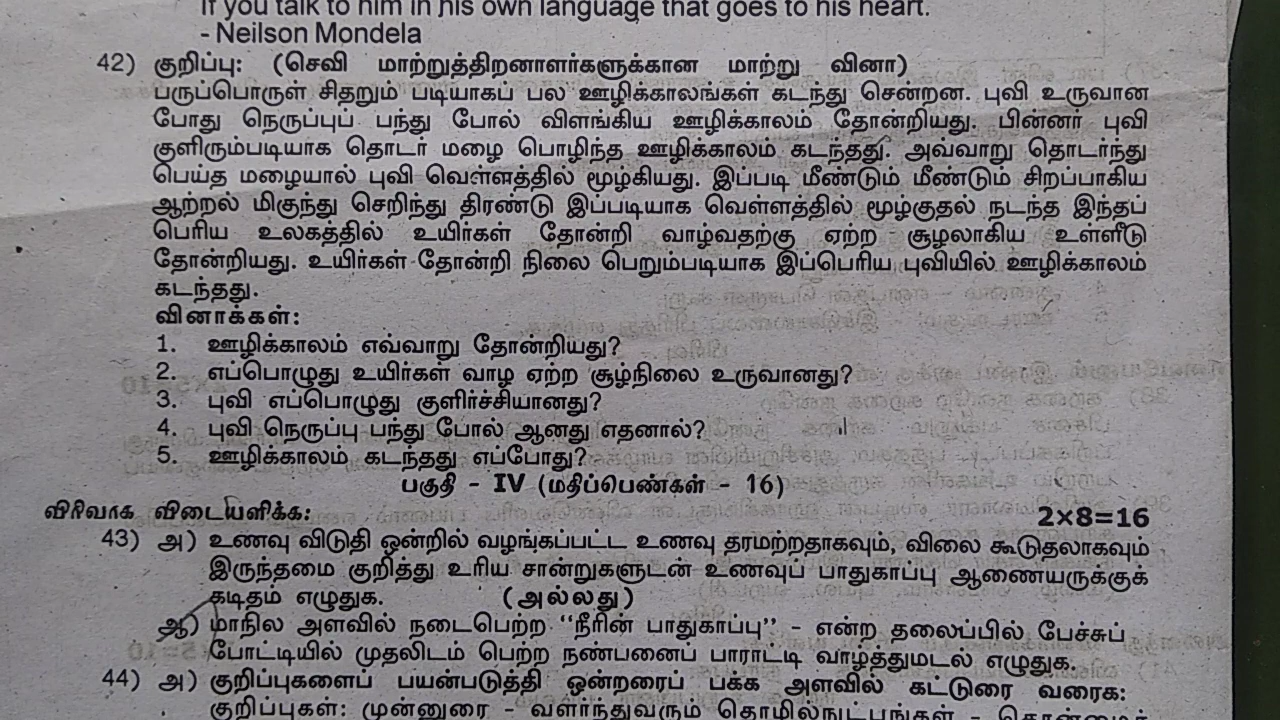 If you talk to him in his own language that goes to his heart.
- Neilson Mondela
42) குறிப்பு: (செவி மாற்றுத்திறனாளர்களுக்கான மாற்று வினா)
பருப்பொருள் சிதறும் படியாகப் பல ஊழிக்காலங்கள் கடந்து சென்றன. புவி உருவான
போது நெருப்புப் பந்து போல் விளங்கிய ஊழிக்காலம் தோன்றியது. பின்னர் புவி
குளிரும்படியாக தொடர் மழை பொழிந்த ஊழிக்காலம் கடந்தது. அவ்வாறு தொடர்ந்து
பெய்த மழையால் புவி வெள்ளத்தில் மூழ்கியது. இப்படி மீண்டும் மீண்டும் சிறப்பாகிய
ஆற்றல் மிகுந்து செறிந்து திரண்டு இப்படியாக வெள்ளத்தில் மூழ்குதல் நடந்த இந்தப்
பெரிய உலகத்தில் உயிர்கள் தோன்றி வாழ்வதற்கு ஏற்ற சூழலாகிய உள்ளீடு
தோன்றியது. உயிர்கள் தோன்றி நிலை பெறும்படியாக இப்பெரிய புவியில் ஊழிக்காலம்
கடந்தது.
வினாக்கள்:
1. ஊழிக்காலம் எவ்வாறு தோன்றியது?
2. எப்பொழுது உயிர்கள் வாழ ஏற்ற சூழ்நிலை உருவானது?
3. புவி எப்பொழுது குளிர்ச்சியானது?
4. புவி நெருப்பு பந்து போல் ஆனது எதனால்?
5. ஊழிக்காலம் கடந்தது எப்போது?
பகுதி - IV (மதிப்பெண்கள் - 16)
விரிவாக விடையளிக்க: 2×8=16
43) அ) உணவு விடுதி ஒன்றில் வழங்கப்பட்ட உணவு தரமற்றதாகவும், விலை கூடுதலாகவும்
இருந்தமை குறித்து உரிய சான்றுகளுடன் உணவுப் பாதுகாப்பு ஆணையருக்குக்
கடிதம் எழுதுக. (அல்லது)
ஆ) மாநில அளவில் நடைபெற்ற “நீரின் பாதுகாப்பு” - என்ற தலைப்பில் பேச்சுப்
போட்டியில் முதலிடம் பெற்ற நண்பனைப் பாராட்டி வாழ்த்துமடல் எழுதுக.
44) அ) குறிப்புகளைப் பயன்படுத்தி ஒன்றரைப் பக்க அளவில் கட்டுரை வரைக:
குறிப்புகள்: முன்னுரை - வளர்ந்துவரும் தொழில்நுட்பங்கள் -